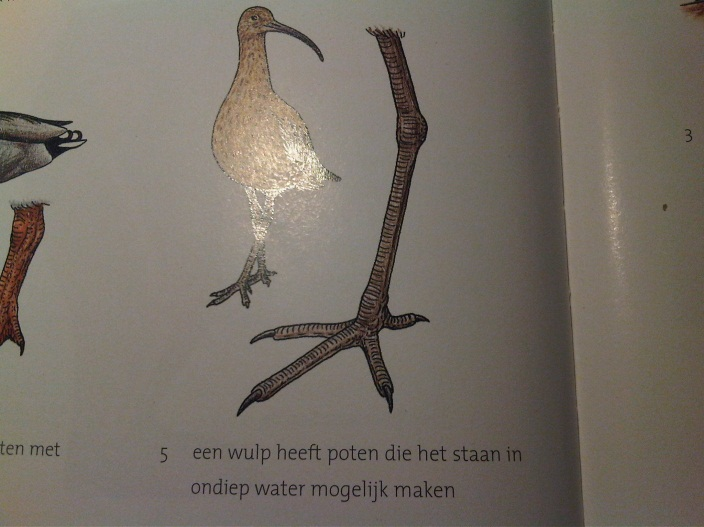 ten met
5 een wulp heeft poten die het staan in
ondiep water mogelijk maken
3